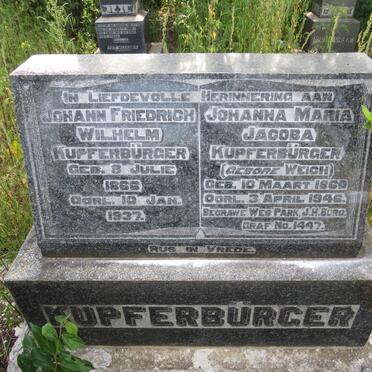 In Liefdevolle Herinnering aan
Johann Friedrich
Wilhelm
Kupferbürger
Geb. 8 Julie
1866
Oorl. 10 Jan.
1937.
Johanna Maria
Jacoba
Kupferbürger
(Gebore Weich)
Geb. 10 Maart 1869
Oorl. 3 April 1946.
Begrawe Wes Park, J.H.Burg.
Graf No. 1447.
Rus in Vrede.
KUPFERBÜRGER